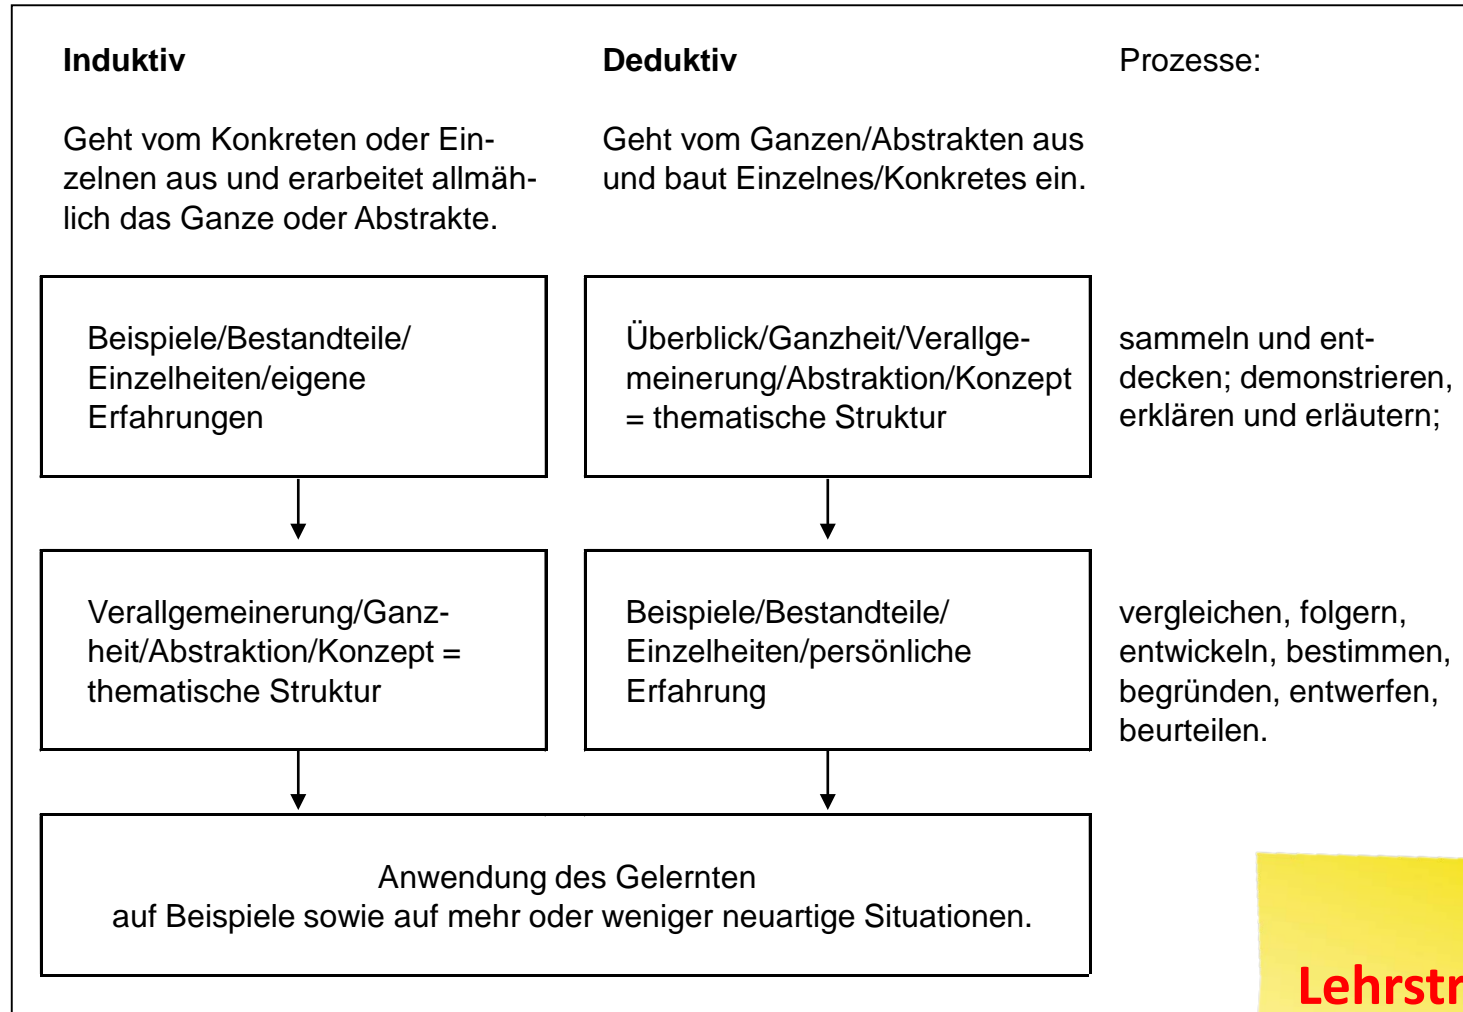 Induktiv
Deduktiv
Prozesse:
Geht vom Konkreten oder Ein-
zelnen aus und erarbeitet allmäh-
lich das Ganze oder Abstrakte.
Geht vom Ganzen/Abstrakten aus
und baut Einzelnes/Konkretes ein.
Beispiele/Bestandteile/
Einzelheiten/eigene
Erfahrungen
Überblick/Ganzheit/Verallge-
meinerung/Abstraktion/Konzept
= thematische Struktur
sammeln und ent-
decken; demonstrieren,
erklären und erläutern;
Verallgemeinerung/Ganz-
heit/Abstraktion/Konzept =
thematische Struktur
Beispiele/Bestandteile/
Einzelheiten/persönliche
Erfahrung
vergleichen, folgern,
entwickeln, bestimmen,
begründen, entwerfen,
beurteilen.
Anwendung des Gelernten
auf Beispiele sowie auf mehr oder weniger neuartige Situationen.
Lehrstr